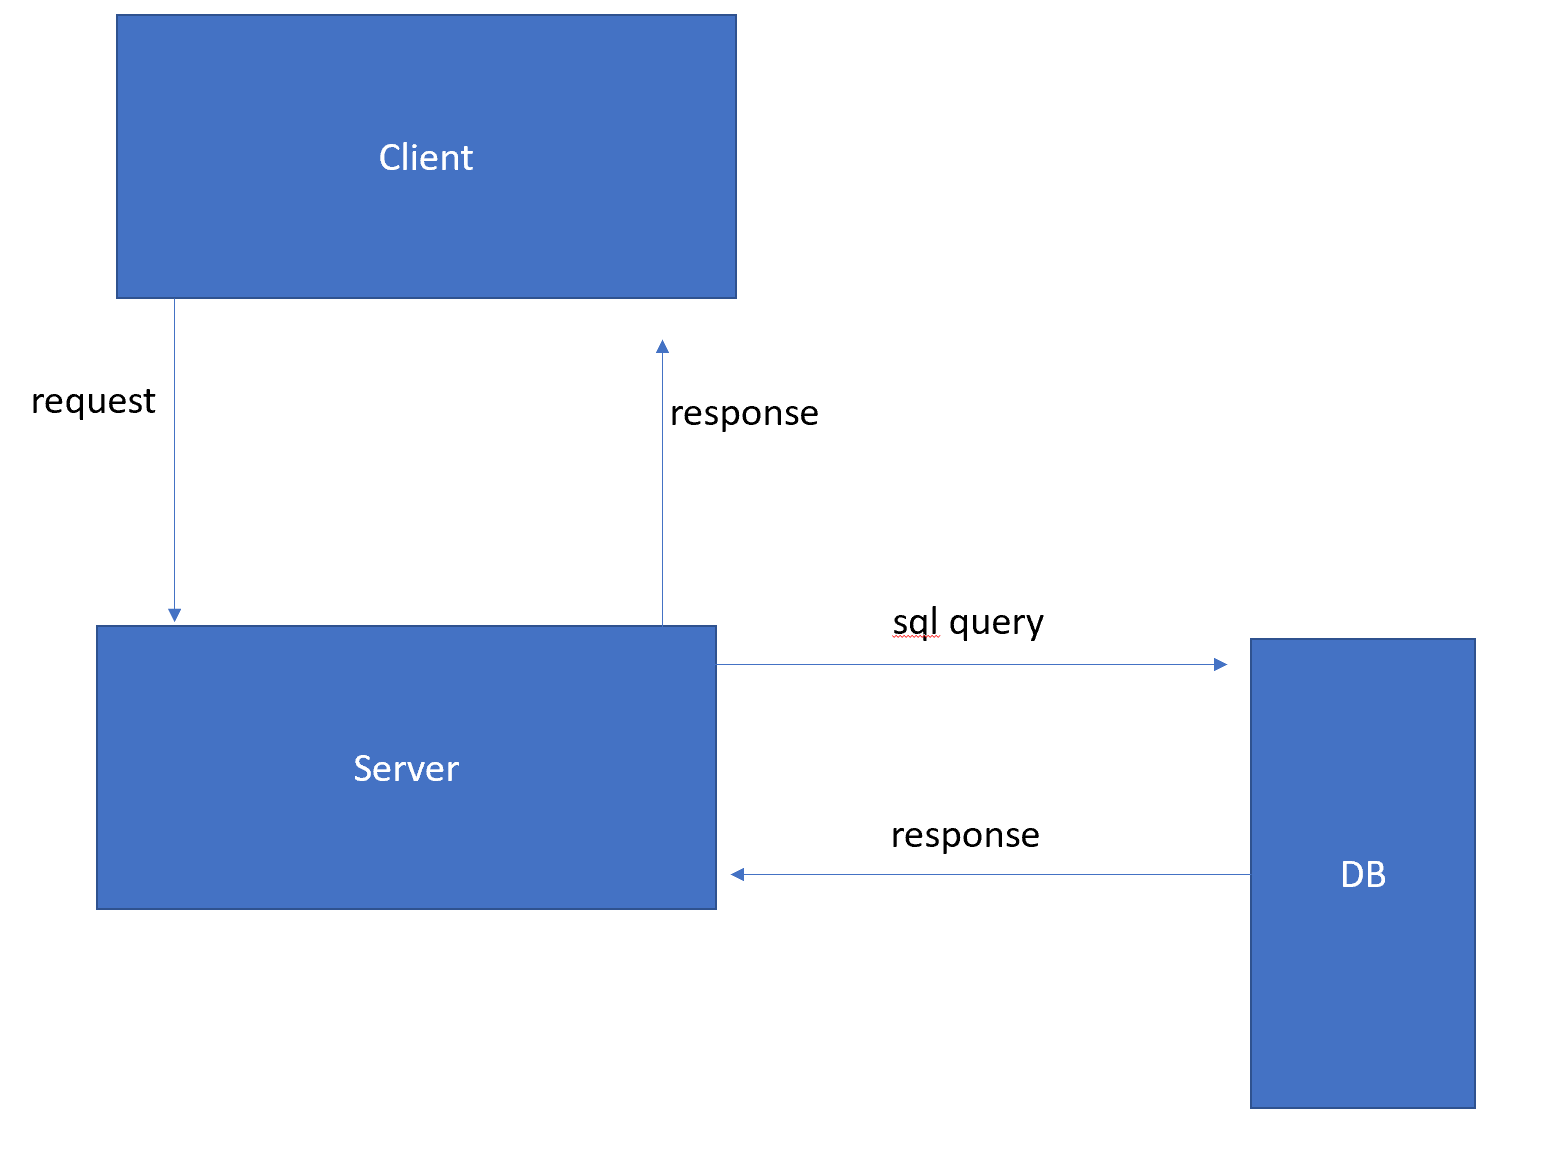 Client
request
response
sql query
Server
response
DB